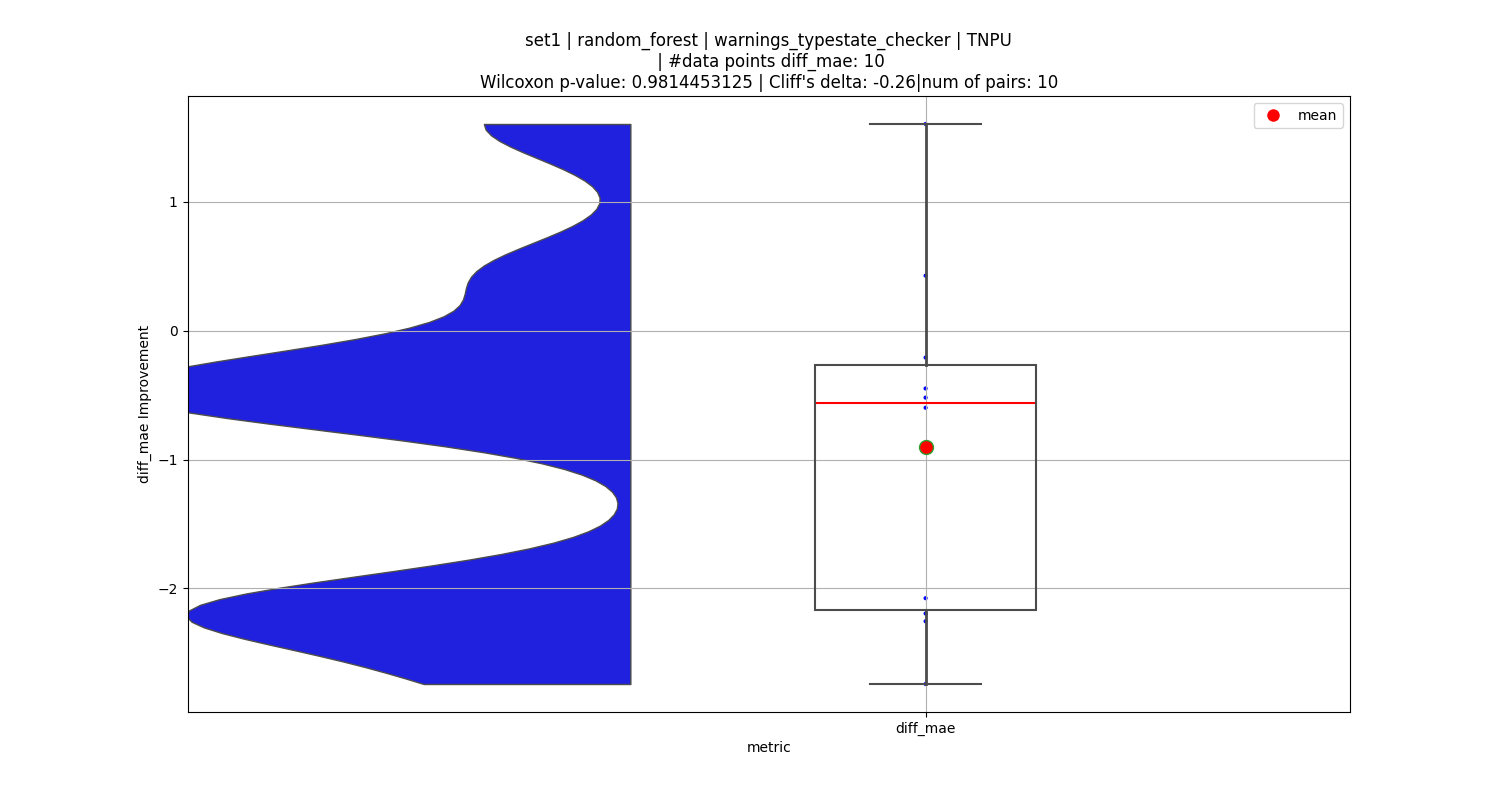 set1 | random_forest | warnings_typestate_checker | TNPU
| #data points diff_mae: 10
Wilcoxon p-value: 0.9814453125 | Cliff's delta: -0.26|num of pairs: 10
mean
1
0
−1
−2
diff_mae Improvement
diff_mae
metric